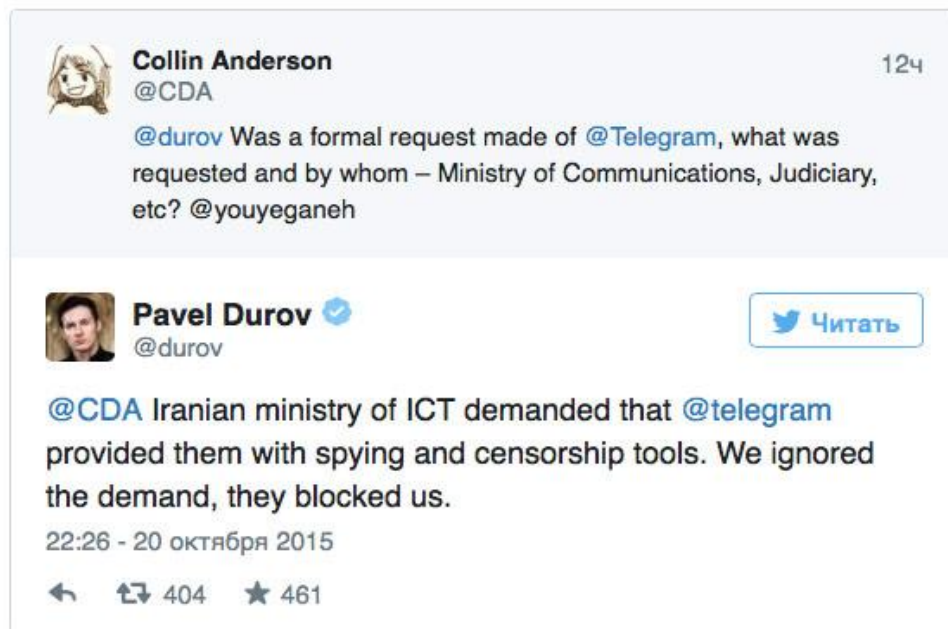 Collin Anderson
12ч
@CDA
@durov Was a formal request made of @Telegram, what was
requested and by whom – Ministry of Communications, Judiciary,
etc? @youyeganeh
Pavel Durov
Читать
@durov
@CDA Iranian ministry of ICT demanded that @telegram
provided them with spying and censorship tools. We ignored
the demand, they blocked us.
22:26 - 20 октября 2015
404 461